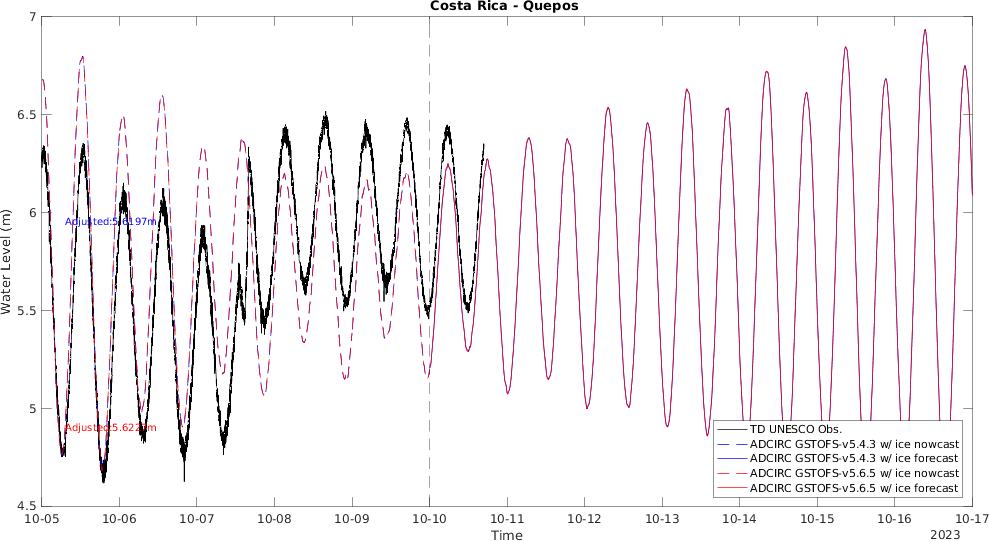 Costa Rica - Quepos
7
6.5
6
5.5
5
4.5
Water Level (m)
Adjusted:5.6197m
TD UNESCO Obs.
ADCIRC GSTOFS-v5.4.3 w/ ice nowcast
ADCIRC GSTOFS-v5.4.3 w/ ice forecast
ADCIRC GSTOFS-v5.6.5 w/ ice nowcast
ADCIRC GSTOFS-v5.6.5 w/ ice forecast
10-05 10-06 10-07 10-08 10-09 10-10 10-11 10-12 10-13 10-14 10-15 10-16 10-17
Time
2023